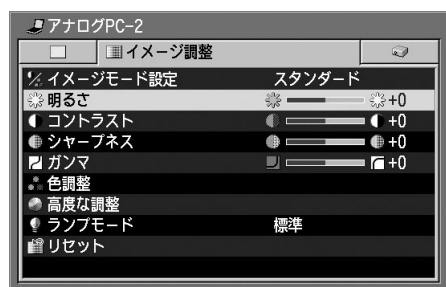 アナログPC-2
イメージ調整
イメージモード設定 スタンダード
明るさ +0
コントラスト +0
シャープネス +0
ガンマ +0
色調整
高度な調整
ランプモード 標準
リセット